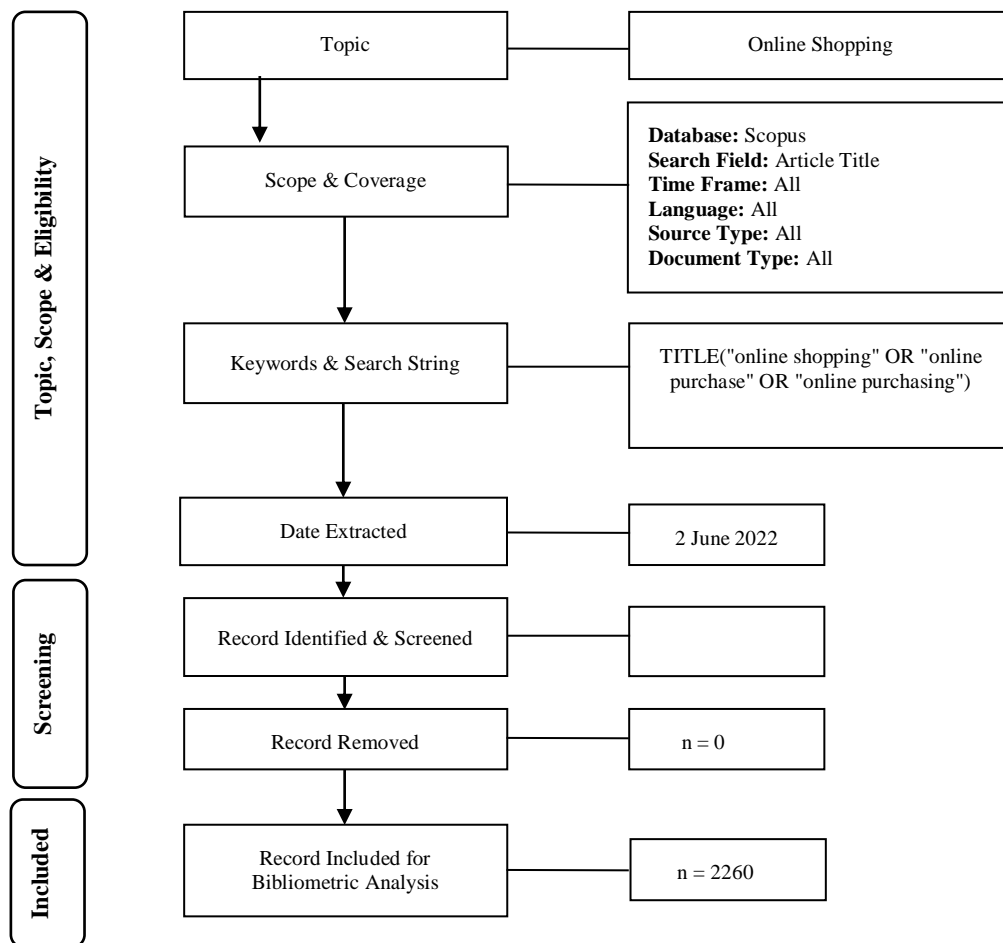 Topic, Scope & Eligibility
Topic
Online Shopping
Scope & Coverage
Database: Scopus
Search Field: Article Title
Time Frame: All
Language: All
Source Type: All
Document Type: All
Keywords & Search String
TITLE("online shopping" OR "online
purchase" OR "online purchasing")
Date Extracted
2 June 2022
Screening
Record Identified & Screened
Record Removed
n = 0
Included
Record Included for
Bibliometric Analysis
n = 2260